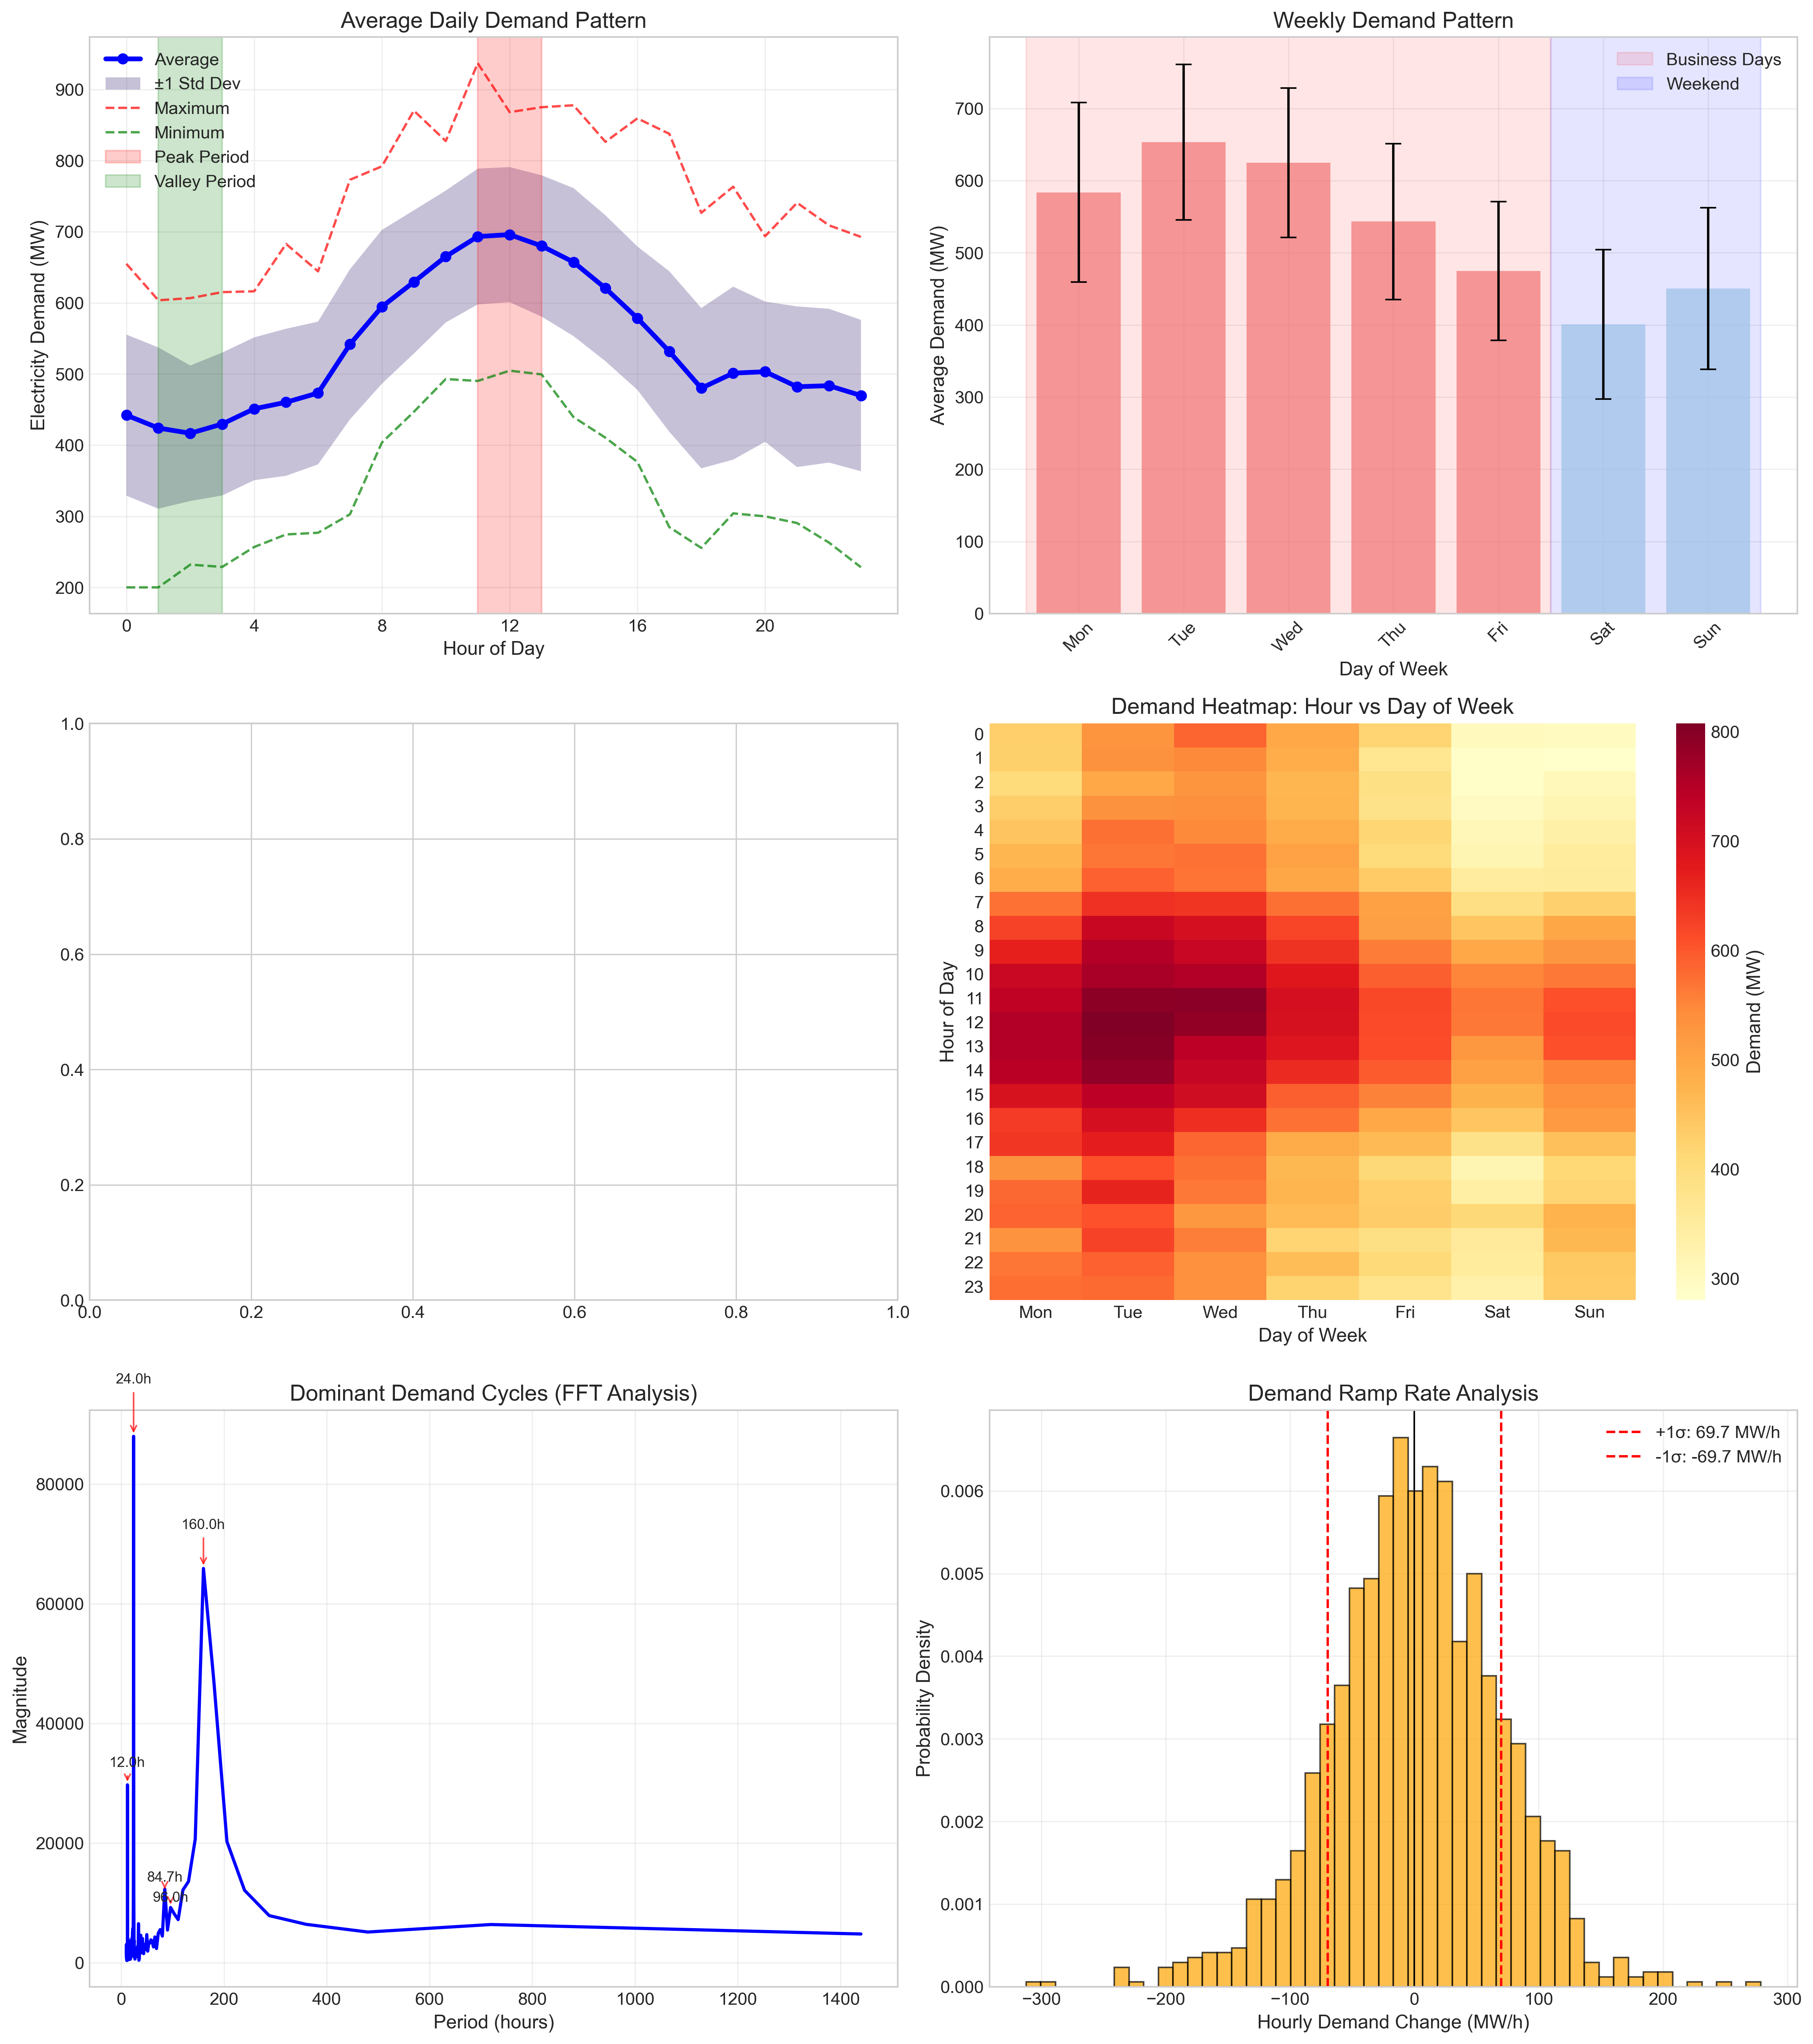 Average Daily Demand Pattern
Average
±1 Std Dev
Maximum
Minimum
Peak Period
Valley Period
Electricity Demand (MW)
900
800
700
600
500
400
300
200
0 4 8 12 16 20
Hour of Day
Weekly Demand Pattern
Business Days
Weekend
Average Demand (MW)
700
600
500
400
300
200
100
0
Mon Tue Wed Thu Fri Sat Sun
Day of Week
1.0
0.8
0.6
0.4
0.2
0.0
0.0 0.2 0.4 0.6 0.8 1.0
Demand Heatmap: Hour vs Day of Week
Hour of Day
0
1
2
3
4
5
6
7
8
9
10
11
12
13
14
15
16
17
18
19
20
21
22
23
Mon Tue Wed Thu Fri Sat Sun
Day of Week
800
700
600
500
400
300
Demand (MW)
Dominant Demand Cycles (FFT Analysis)
24.0h
160.0h
12.0h
84.7h
96.0h
Magnitude
80000
60000
40000
20000
0
0 200 400 600 800 1000 1200 1400
Period (hours)
Demand Ramp Rate Analysis
+1σ: 69.7 MW/h
-1σ: -69.7 MW/h
Probability Density
0.006
0.005
0.004
0.003
0.002
0.001
0.000
−300 −200 −100 0 100 200 300
Hourly Demand Change (MW/h)